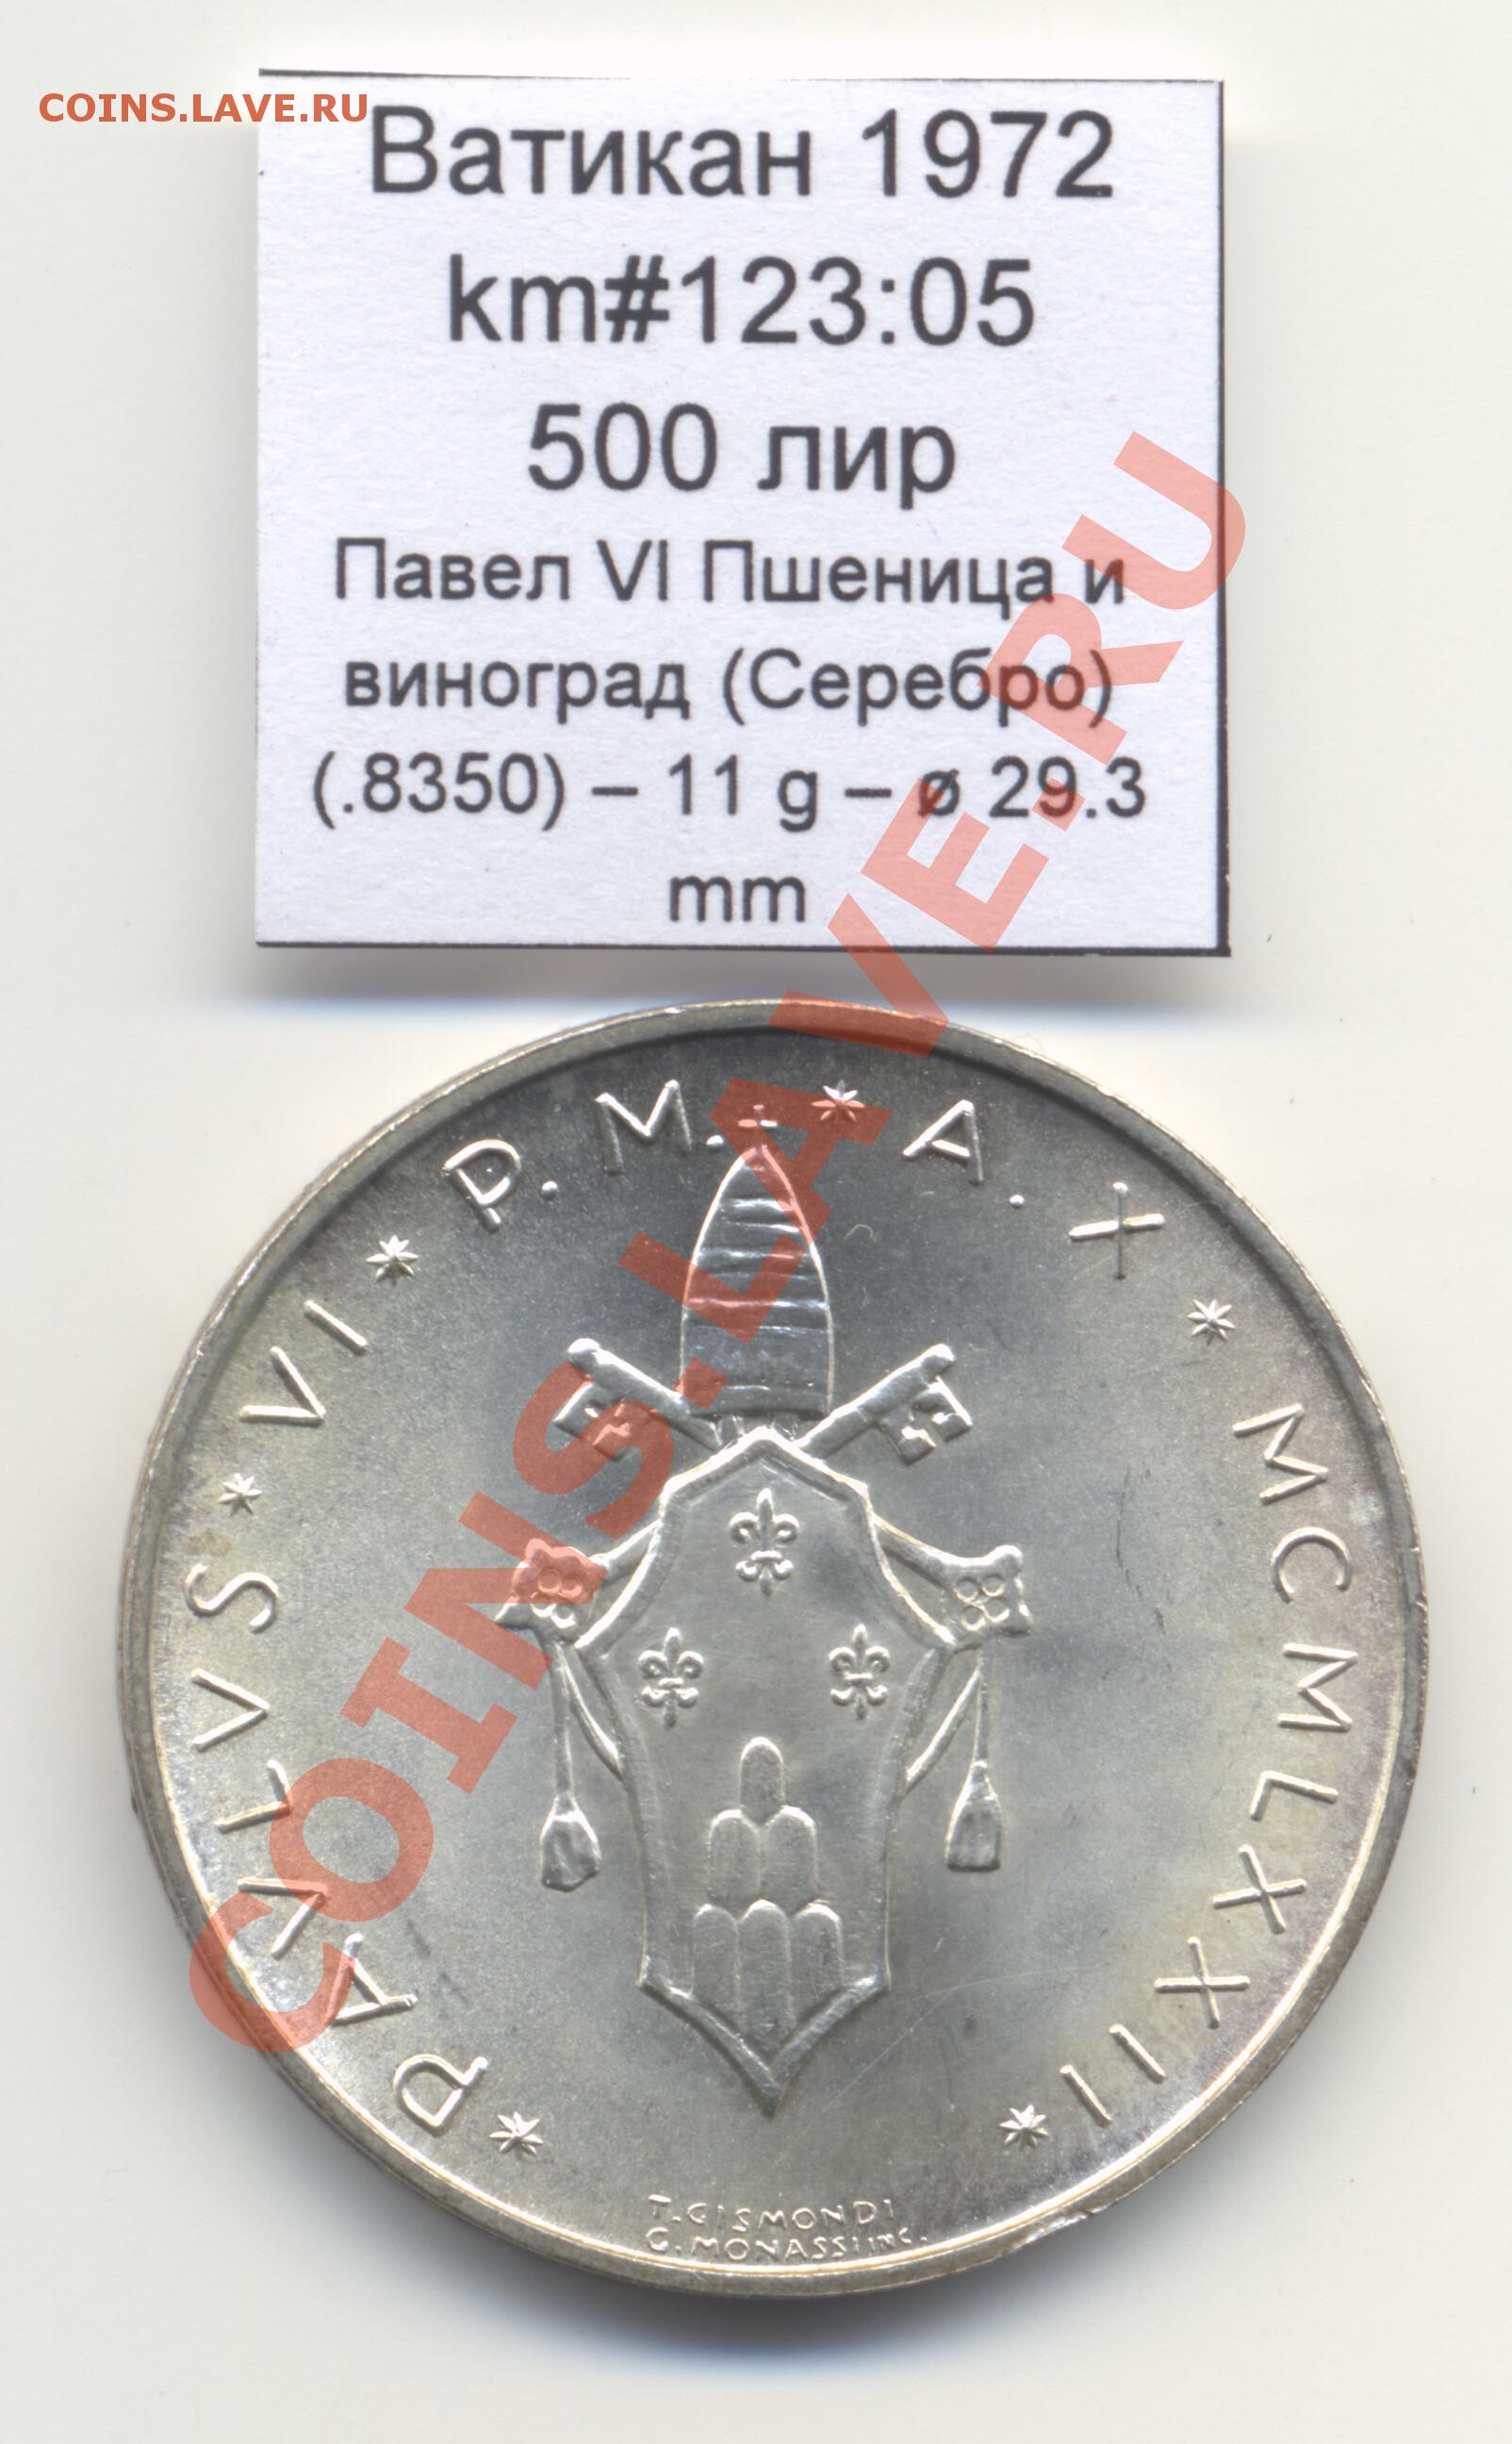 COINS.LAVE.RU
Ватикан 1972
km#123:05
500 лир
Павел VI Пшеница и
виноград (Серебро)
(.8350) – 11 g – ø 29.3
mm
COINS.LAVE.RU
PAVLVS * VI * P. M. * A. X * MCMLXXII
T. GISMONDI
G. MONASSI INC.